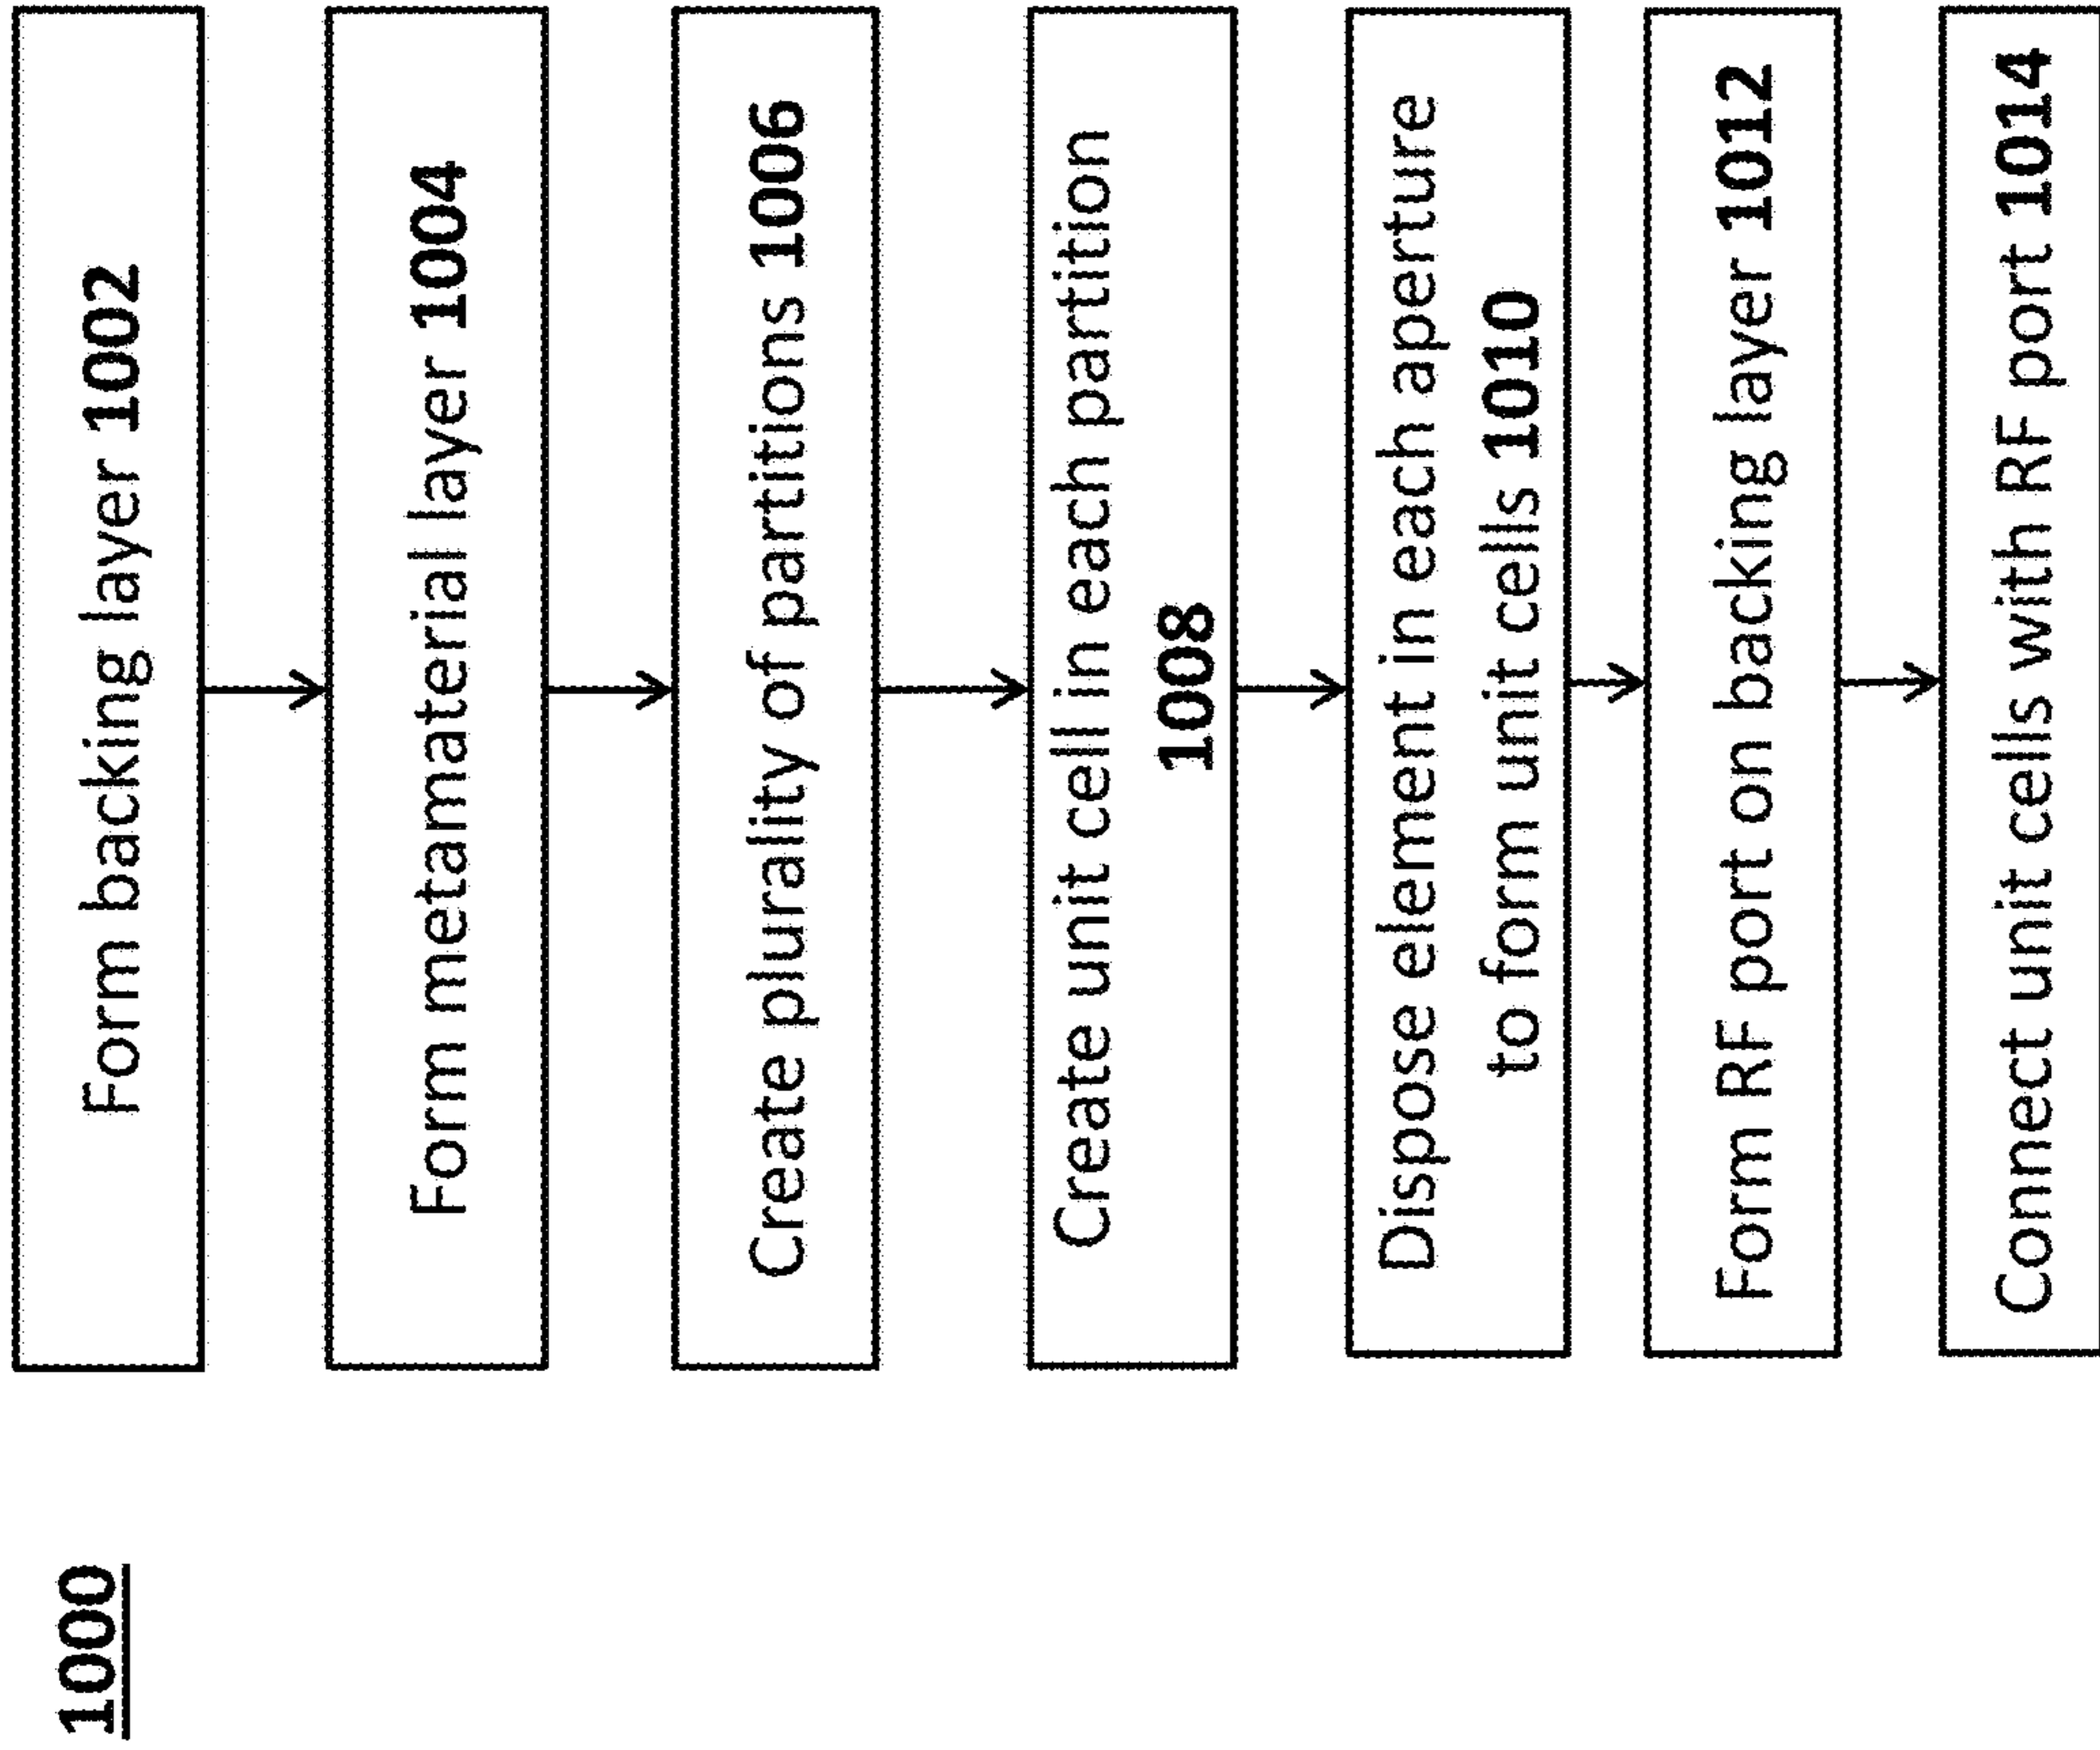 1000
Form backing layer 1002
Form metamaterial layer 1004
Create plurality of partitions 1006
Create unit cell in each partition
1008
Dispose element in each aperture
to form unit cells 1010
Form RF port on backing layer 1012
Connect unit cells with RF port 1014